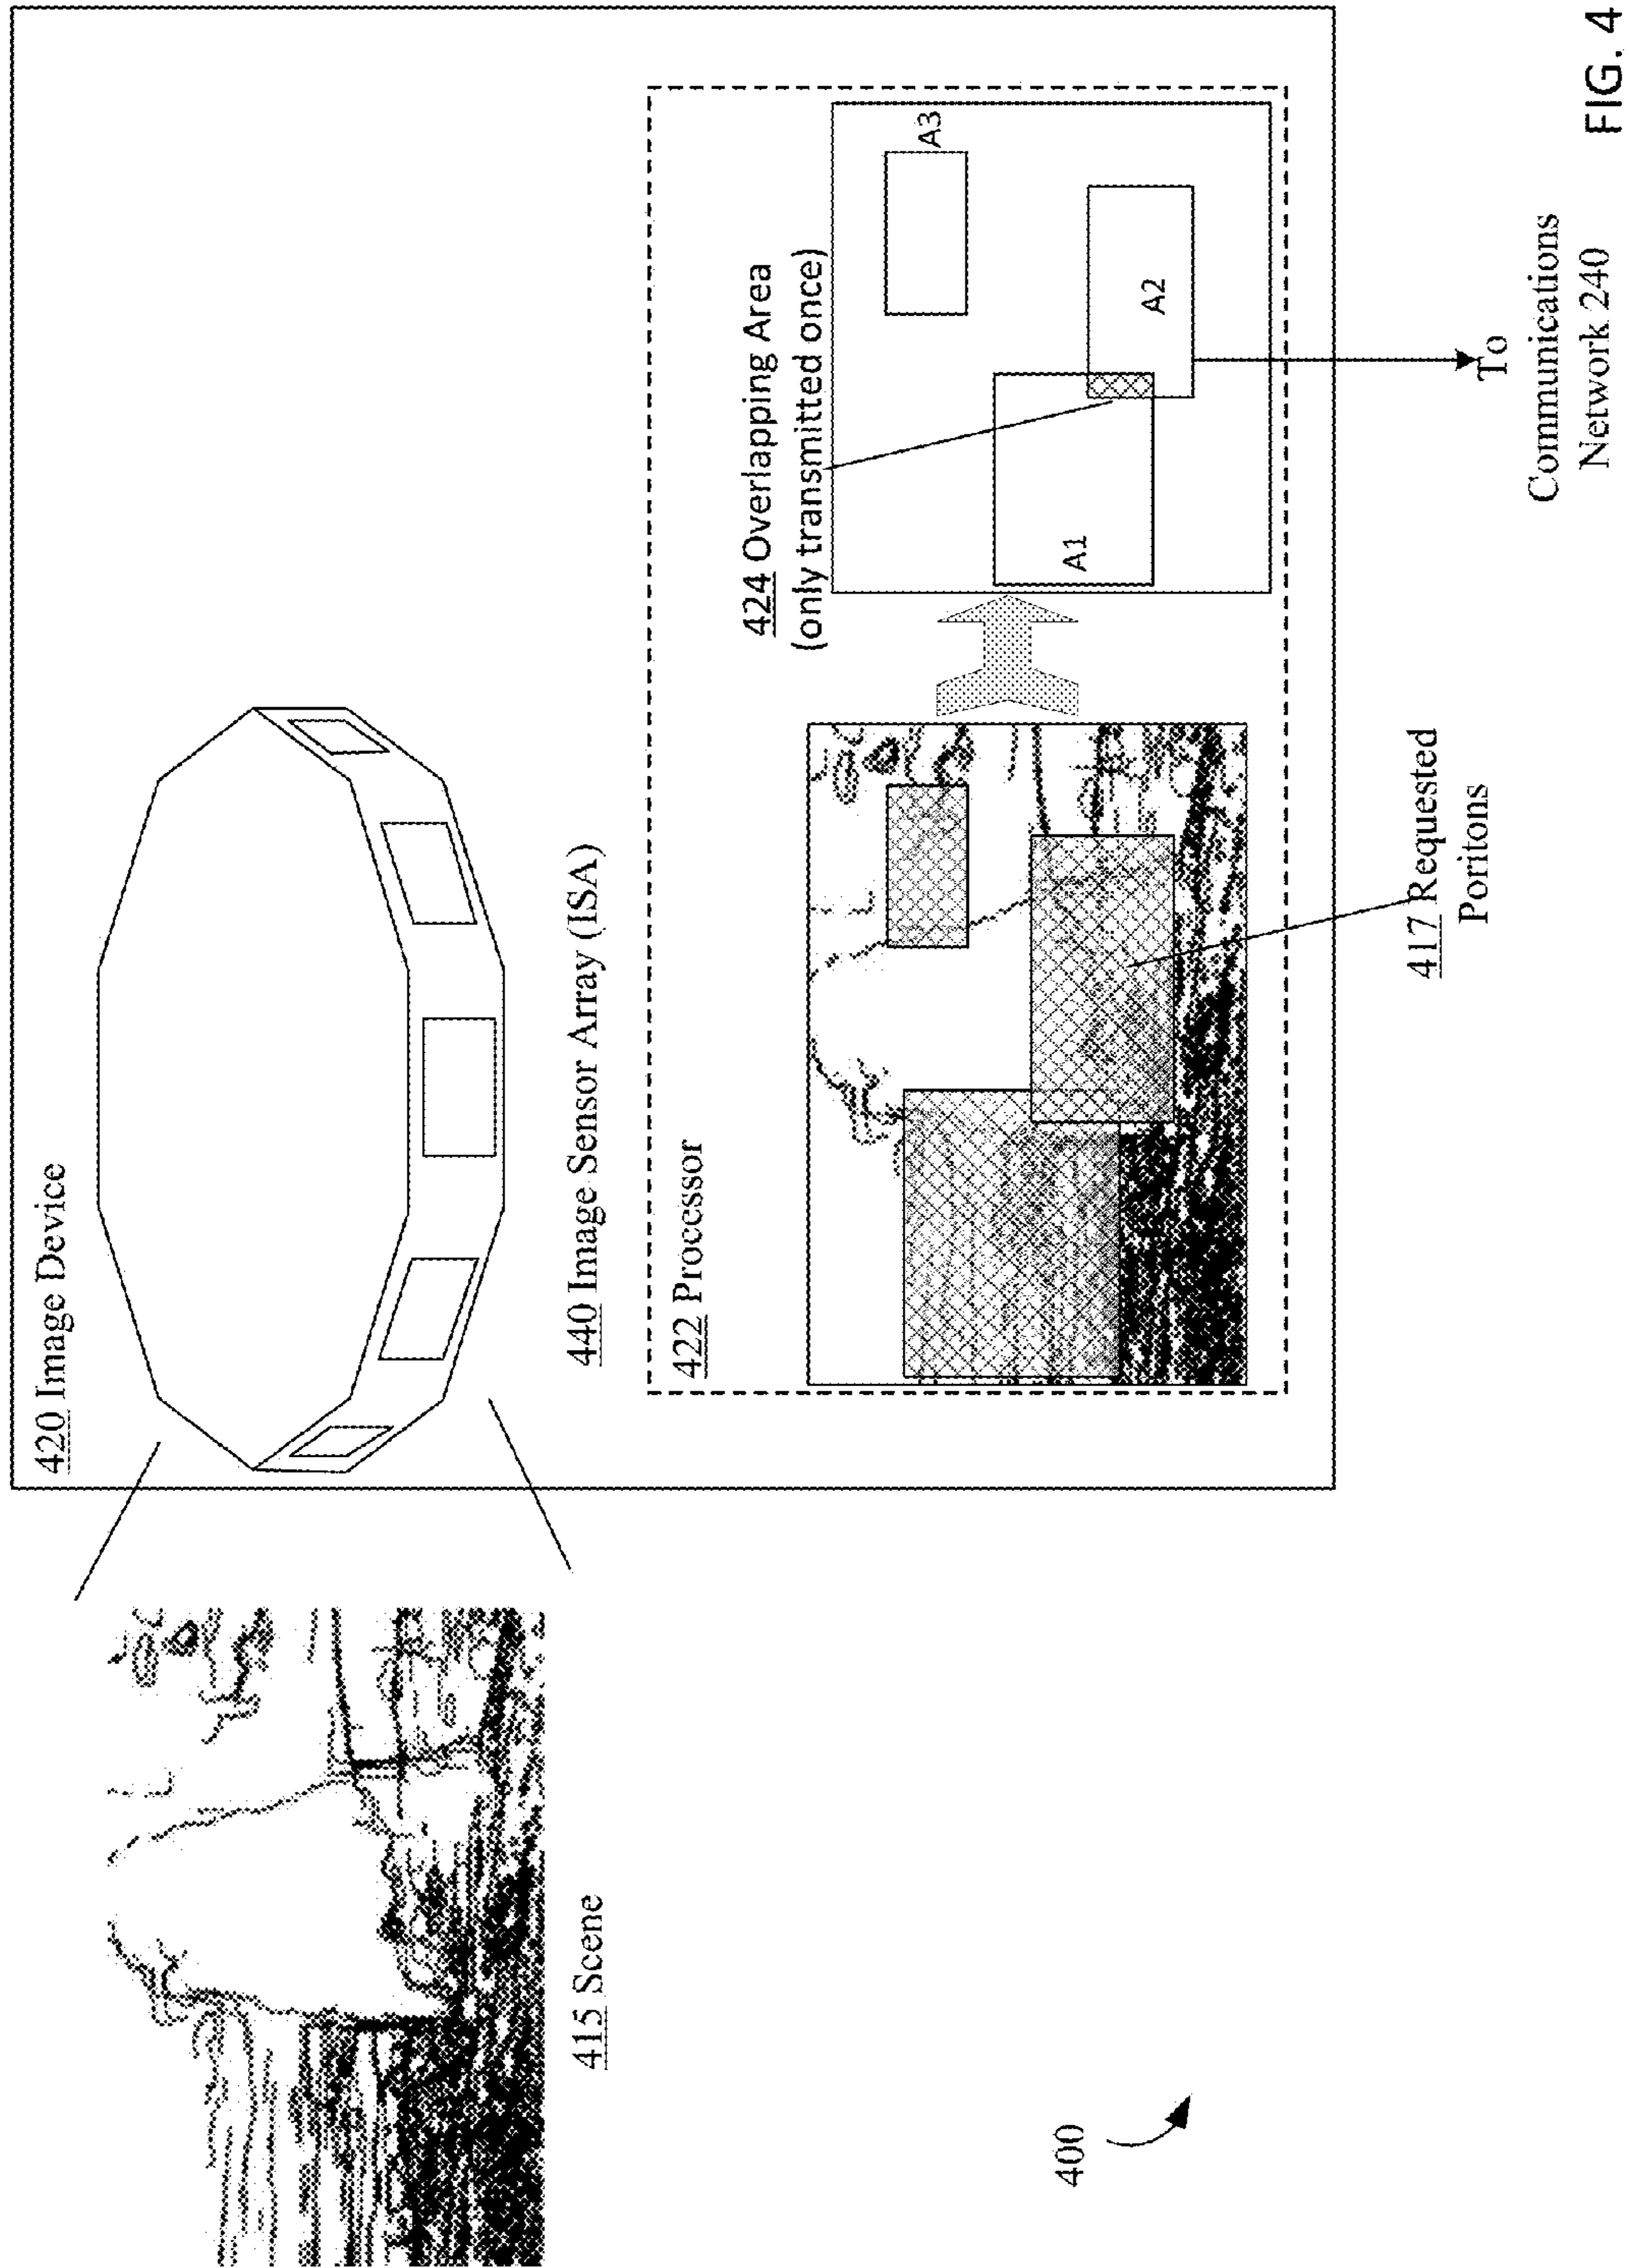 420 Image Device
440 Image Sensor Array (ISA)
415 Scene
422 Processor
424 Overlapping Area
(only transmitted once)
A1
A2
A3
417 Requested
Poritons
To
Communications
Network 240
400
FIG. 4